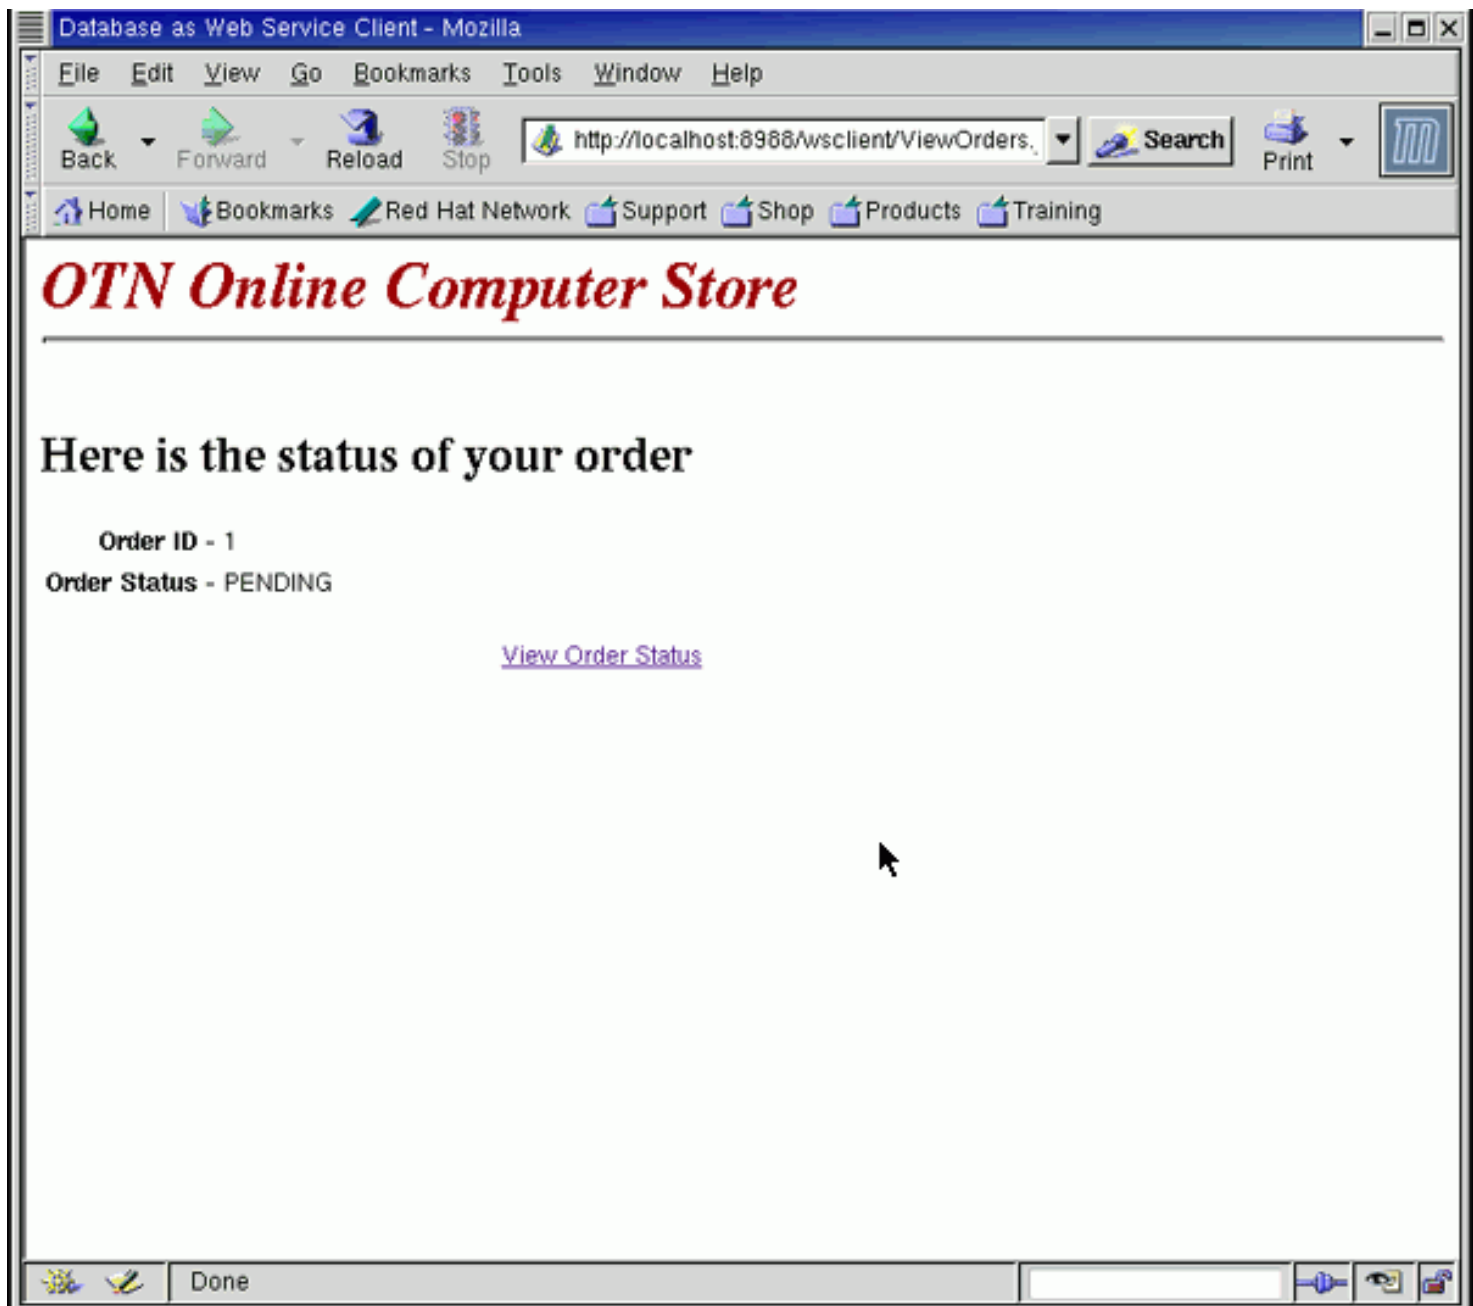 Database as Web Service Client - Mozilla
File Edit View Go Bookmarks Tools Window Help
Back Forward Reload Stop http://localhost:8988/wsclient/ViewOrders. Search Print
Home Bookmarks Red Hat Network Support Shop Products Training
OTN Online Computer Store
Here is the status of your order
Order ID - 1
Order Status - PENDING
View Order Status
Done